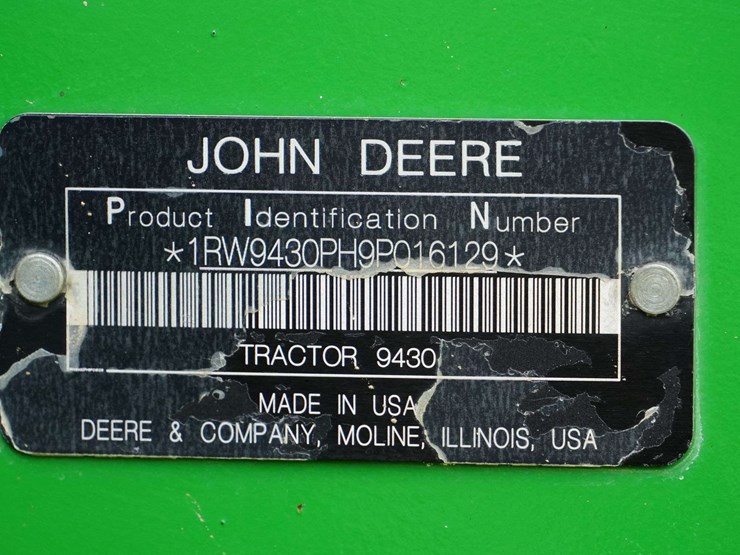 JOHN DEERE
Product Identification Number
*1RW9430PH9P016129*
TRACTOR 9430
MADE IN USA
DEERE & COMPANY, MOLINE, ILLINOIS, USA